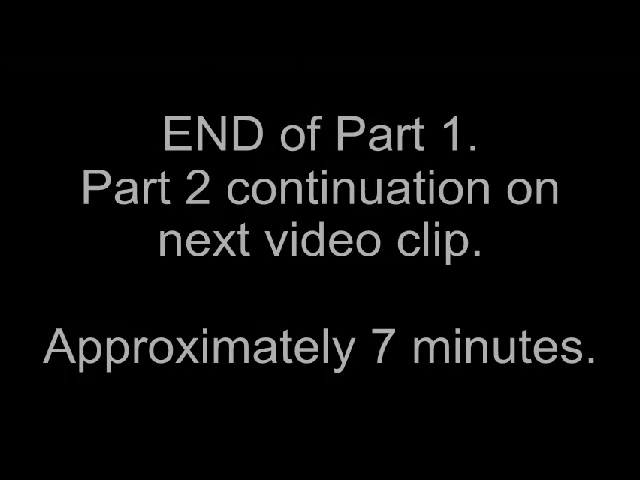 END of Part 1.
Part 2 continuation on
next video clip.
Approximately 7 minutes.